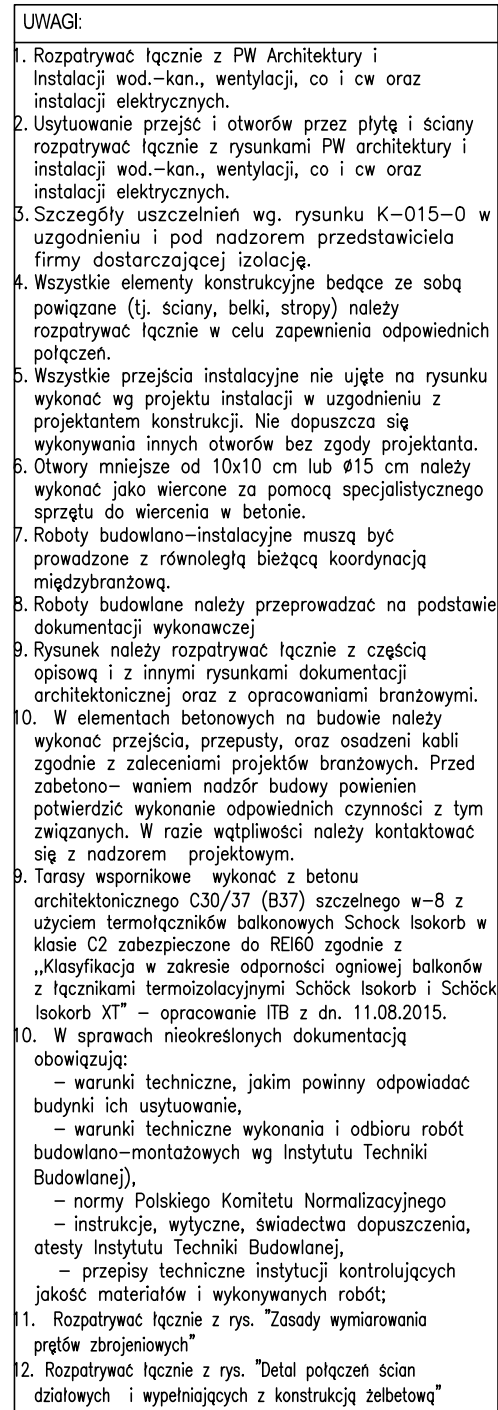 UWAGI:
1. Rozpatrywać łącznie z PW Architektury i
Instalacji wod.-kan., wentylacji, co i cw oraz
instalacji elektrycznych.
2. Usytuowanie przejść i otworów przez płytę i ściany
rozpatrywać łącznie z rysunkami PW architektury i
instalacji wod.-kan., wentylacji, co i cw oraz
instalacji elektrycznych.
3. Szczegóły uszczelnień wg. rysunku K-015-0 w
uzgodnieniu i pod nadzorem przedstawiciela
firmy dostarczającej izolację.
4. Wszystkie elementy konstrukcyjne bedące ze sobą
powiązane (tj. ściany, belki, stropy) należy
rozpatrywać łącznie w celu zapewnienia odpowiednich
połączeń.
5. Wszystkie przejścia instalacyjne nie ujęte na rysunku
wykonać wg projektu instalacji w uzgodnieniu z
projektantem konstrukcji. Nie dopuszcza się
wykonywania innych otworów bez zgody projektanta.
6. Otwory mniejsze od 10x10 cm lub ø15 cm należy
wykonać jako wiercone za pomocą specjalistycznego
sprzętu do wiercenia w betonie.
7. Roboty budowlano-instalacyjne muszą być
prowadzone z równoległą bieżącą koordynacją
międzybranżową.
8. Roboty budowlane należy przeprowadzać na podstawie
dokumentacji wykonawczej
9. Rysunek należy rozpatrywać łącznie z częścią
opisową i z innymi rysunkami dokumentacji
architektonicznej oraz z opracowaniami branżowymi.
10. W elementach betonowych na budowie należy
wykonać przejścia, przepusty, oraz osadzeni kabli
zgodnie z zaleceniami projektów branżowych. Przed
zabetono- waniem nadzór budowy powienien
potwierdzić wykonanie odpowiednich czynności z tym
związanych. W razie wątpliwości należy kontaktować
się z nadzorem projektowym.
9. Tarasy wspornikowe wykonać z betonu
architektonicznego C30/37 (B37) szczelnego w-8 z
użyciem termołączników balkonowych Schock Isokorb w
klasie C2 zabezpieczone do REI60 zgodnie z
,,Klasyfikacja w zakresie odporności ogniowej balkonów
z łącznikami termoizolacyjnymi Schöck Isokorb i Schöck
Isokorb XT" - opracowanie ITB z dn. 11.08.2015.
10. W sprawach nieokreślonych dokumentacją
obowiązują:
- warunki techniczne, jakim powinny odpowiadać
budynki ich usytuowanie,
- warunki techniczne wykonania i odbioru robót
budowlano-montażowych wg Instytutu Techniki
Budowlanej),
- normy Polskiego Komitetu Normalizacyjnego
- instrukcje, wytyczne, świadectwa dopuszczenia,
atesty Instytutu Techniki Budowlanej,
- przepisy techniczne instytucji kontrolujących
jakość materiałów i wykonywanych robót;
11. Rozpatrywać łącznie z rys. "Zasady wymiarowania
prętów zbrojeniowych"
12. Rozpatrywać łącznie z rys. "Detal połączeń ścian
działowych i wypełniających z konstrukcją żelbetową"